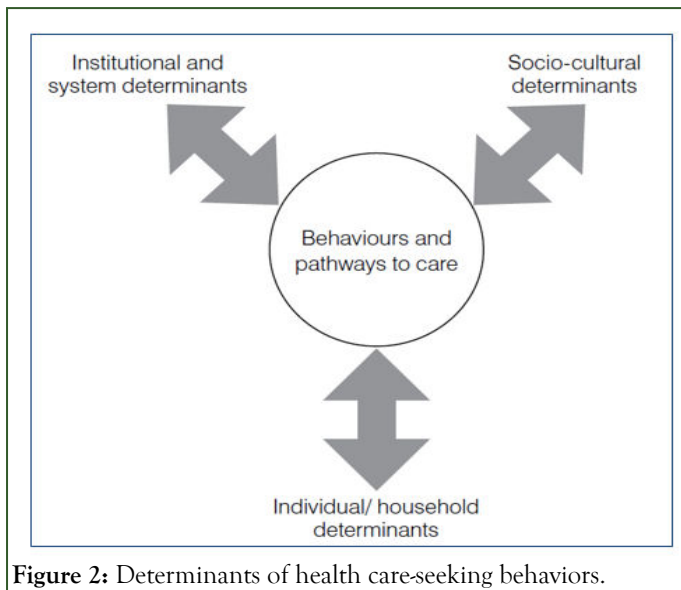 Institutional and
system determinants
Socio-cultural
determinants
Behaviours and
pathways to care
Individual/ household
determinants
Figure 2: Determinants of health care-seeking behaviors.